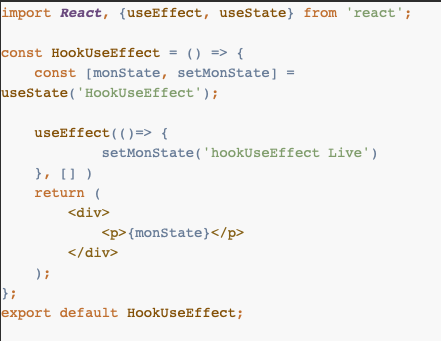 import React, {useEffect, useState} from 'react';

const HookUseEffect = () => {
    const [monState, setMonState] =
useState('HookUseEffect');

    useEffect(()=> {
            setMonState('hookUseEffect Live')
    }, [] )
    return (
        <div>
            <p>{monState}</p>
        </div>
    );
};
export default HookUseEffect;